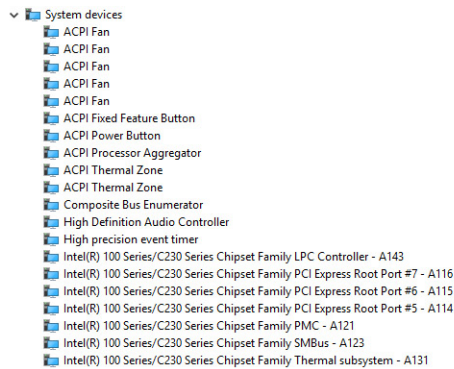 System devices
ACPI Fan
ACPI Fan
ACPI Fan
ACPI Fan
ACPI Fan
ACPI Fixed Feature Button
ACPI Power Button
ACPI Processor Aggregator
ACPI Thermal Zone
ACPI Thermal Zone
Composite Bus Enumerator
High Definition Audio Controller
High precision event timer
Intel(R) 100 Series/C230 Series Chipset Family LPC Controller - A143
Intel(R) 100 Series/C230 Series Chipset Family PCI Express Root Port #7 - A116
Intel(R) 100 Series/C230 Series Chipset Family PCI Express Root Port #6 - A115
Intel(R) 100 Series/C230 Series Chipset Family PCI Express Root Port #5 - A114
Intel(R) 100 Series/C230 Series Chipset Family PMC - A121
Intel(R) 100 Series/C230 Series Chipset Family SMBus - A123
Intel(R) 100 Series/C230 Series Chipset Family Thermal subsystem - A131